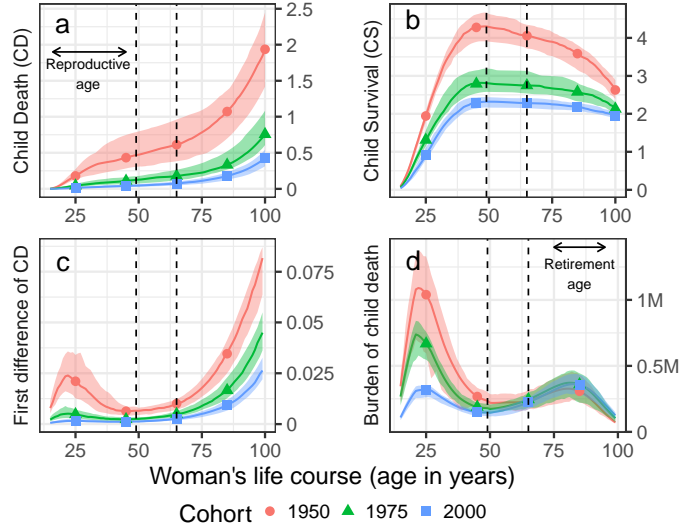 a
Reproductive
age
Child Death (CD)
0
0.5
1
1.5
2
2.5
25
50
75
100
b
Child Survival (CS)
0
1
2
3
4
25
50
75
100
c
First difference of CD
0
0.025
0.05
0.075
25
50
75
100
d
Retirement
age
Burden of child death
0
0.5M
1M
25
50
75
100
Woman's life course (age in years)
Cohort 1950 1975 2000